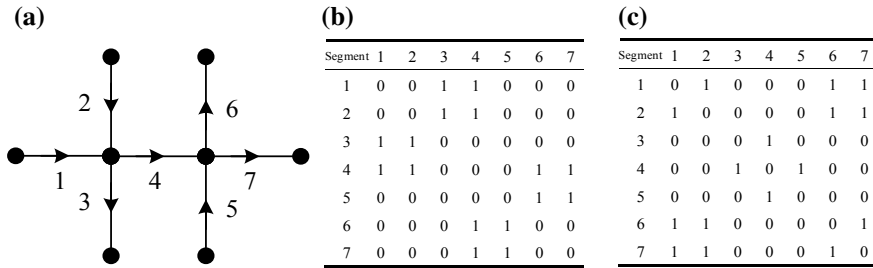 (a)
(b)
(c)
2
6
1
4
7
3
5
Segment 1 2 3 4 5 6 7
1 0 0 1 1 0 0 0
2 0 0 1 1 0 0 0
3 1 1 0 0 0 0 0
4 1 1 0 0 0 1 1
5 0 0 0 0 0 1 1
6 0 0 0 1 1 0 0
7 0 0 0 1 1 0 0
Segment 1 2 3 4 5 6 7
1 0 1 0 0 0 1 1
2 1 0 0 0 0 1 1
3 0 0 0 1 0 0 0
4 0 0 1 0 1 0 0
5 0 0 0 1 0 0 0
6 1 1 0 0 0 0 1
7 1 1 0 0 0 1 0